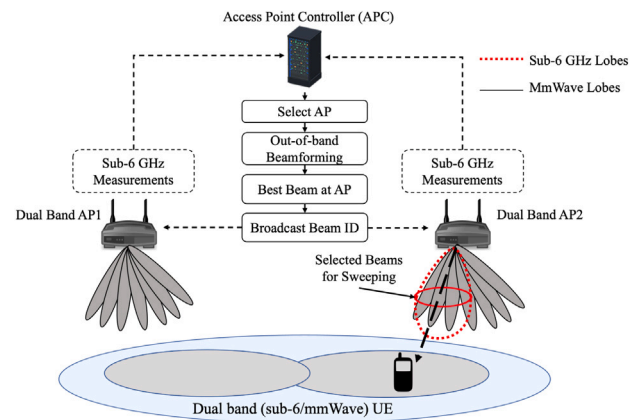 Access Point Controller (APC)
Sub-6 GHz Lobes
MmWave Lobes
Select AP
Out-of-band
Beamforming
Best Beam at AP
Broadcast Beam ID
Sub-6 GHz
Measurements
Sub-6 GHz
Measurements
Dual Band AP1
Dual Band AP2
Selected Beams
for Sweeping
Dual band (sub-6/mmWave) UE